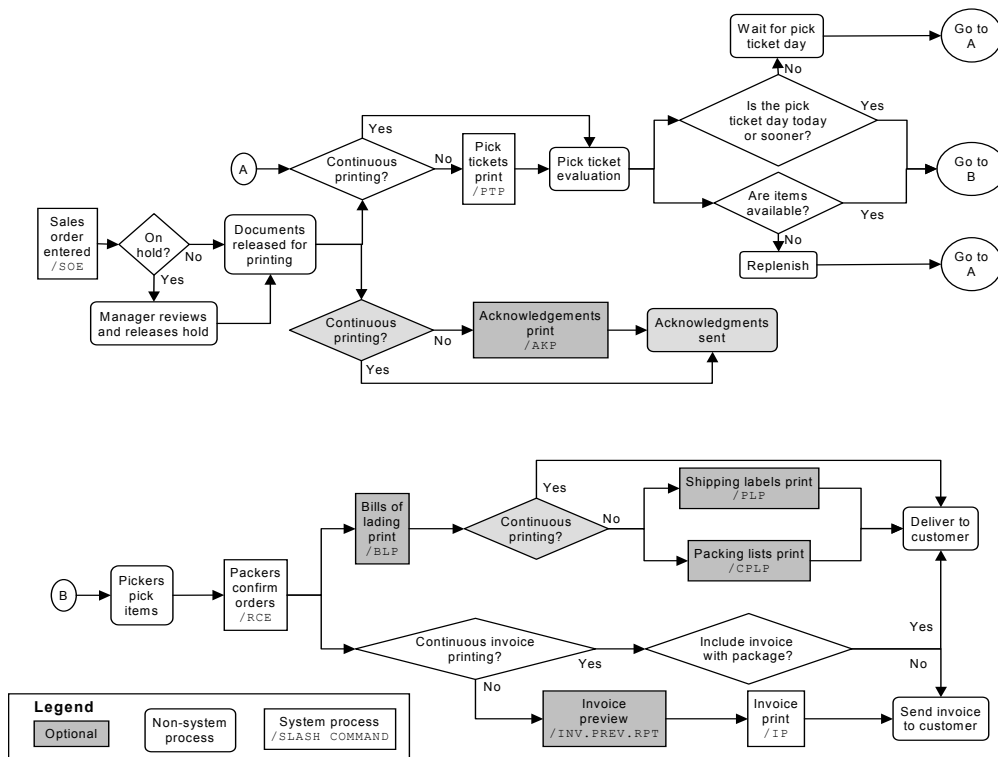 Wait for pick
ticket day
Go to
A
No
Is the pick
ticket day today
or sooner?
Yes
Yes
A
Continuous
printing?
No
Pick
tickets
print
/PTP
Pick ticket
evaluation
Go to
B
Are items
available?
Yes
No
Replenish
Go to
A
Sales
order
entered
/SOE
On
hold?
No
Yes
Documents
released for
printing
Manager reviews
and releases hold
Continuous
printing?
No
Yes
Acknowledgements
print
/AKP
Acknowledgments
sent
Bills of
lading
print
/BLP
Yes
Continuous
printing?
No
Shipping labels print
/PLP
Packing lists print
/CPLP
Deliver to
customer
B
Pickers
pick
items
Packers
confirm
orders
/RCE
Continuous invoice
printing?
Yes
No
Include invoice
with package?
Yes
No
Invoice
preview
/INV.PREV.RPT
Invoice
print
/IP
Send invoice
to customer
Legend
Optional
Non-system
process
System process
/SLASH COMMAND